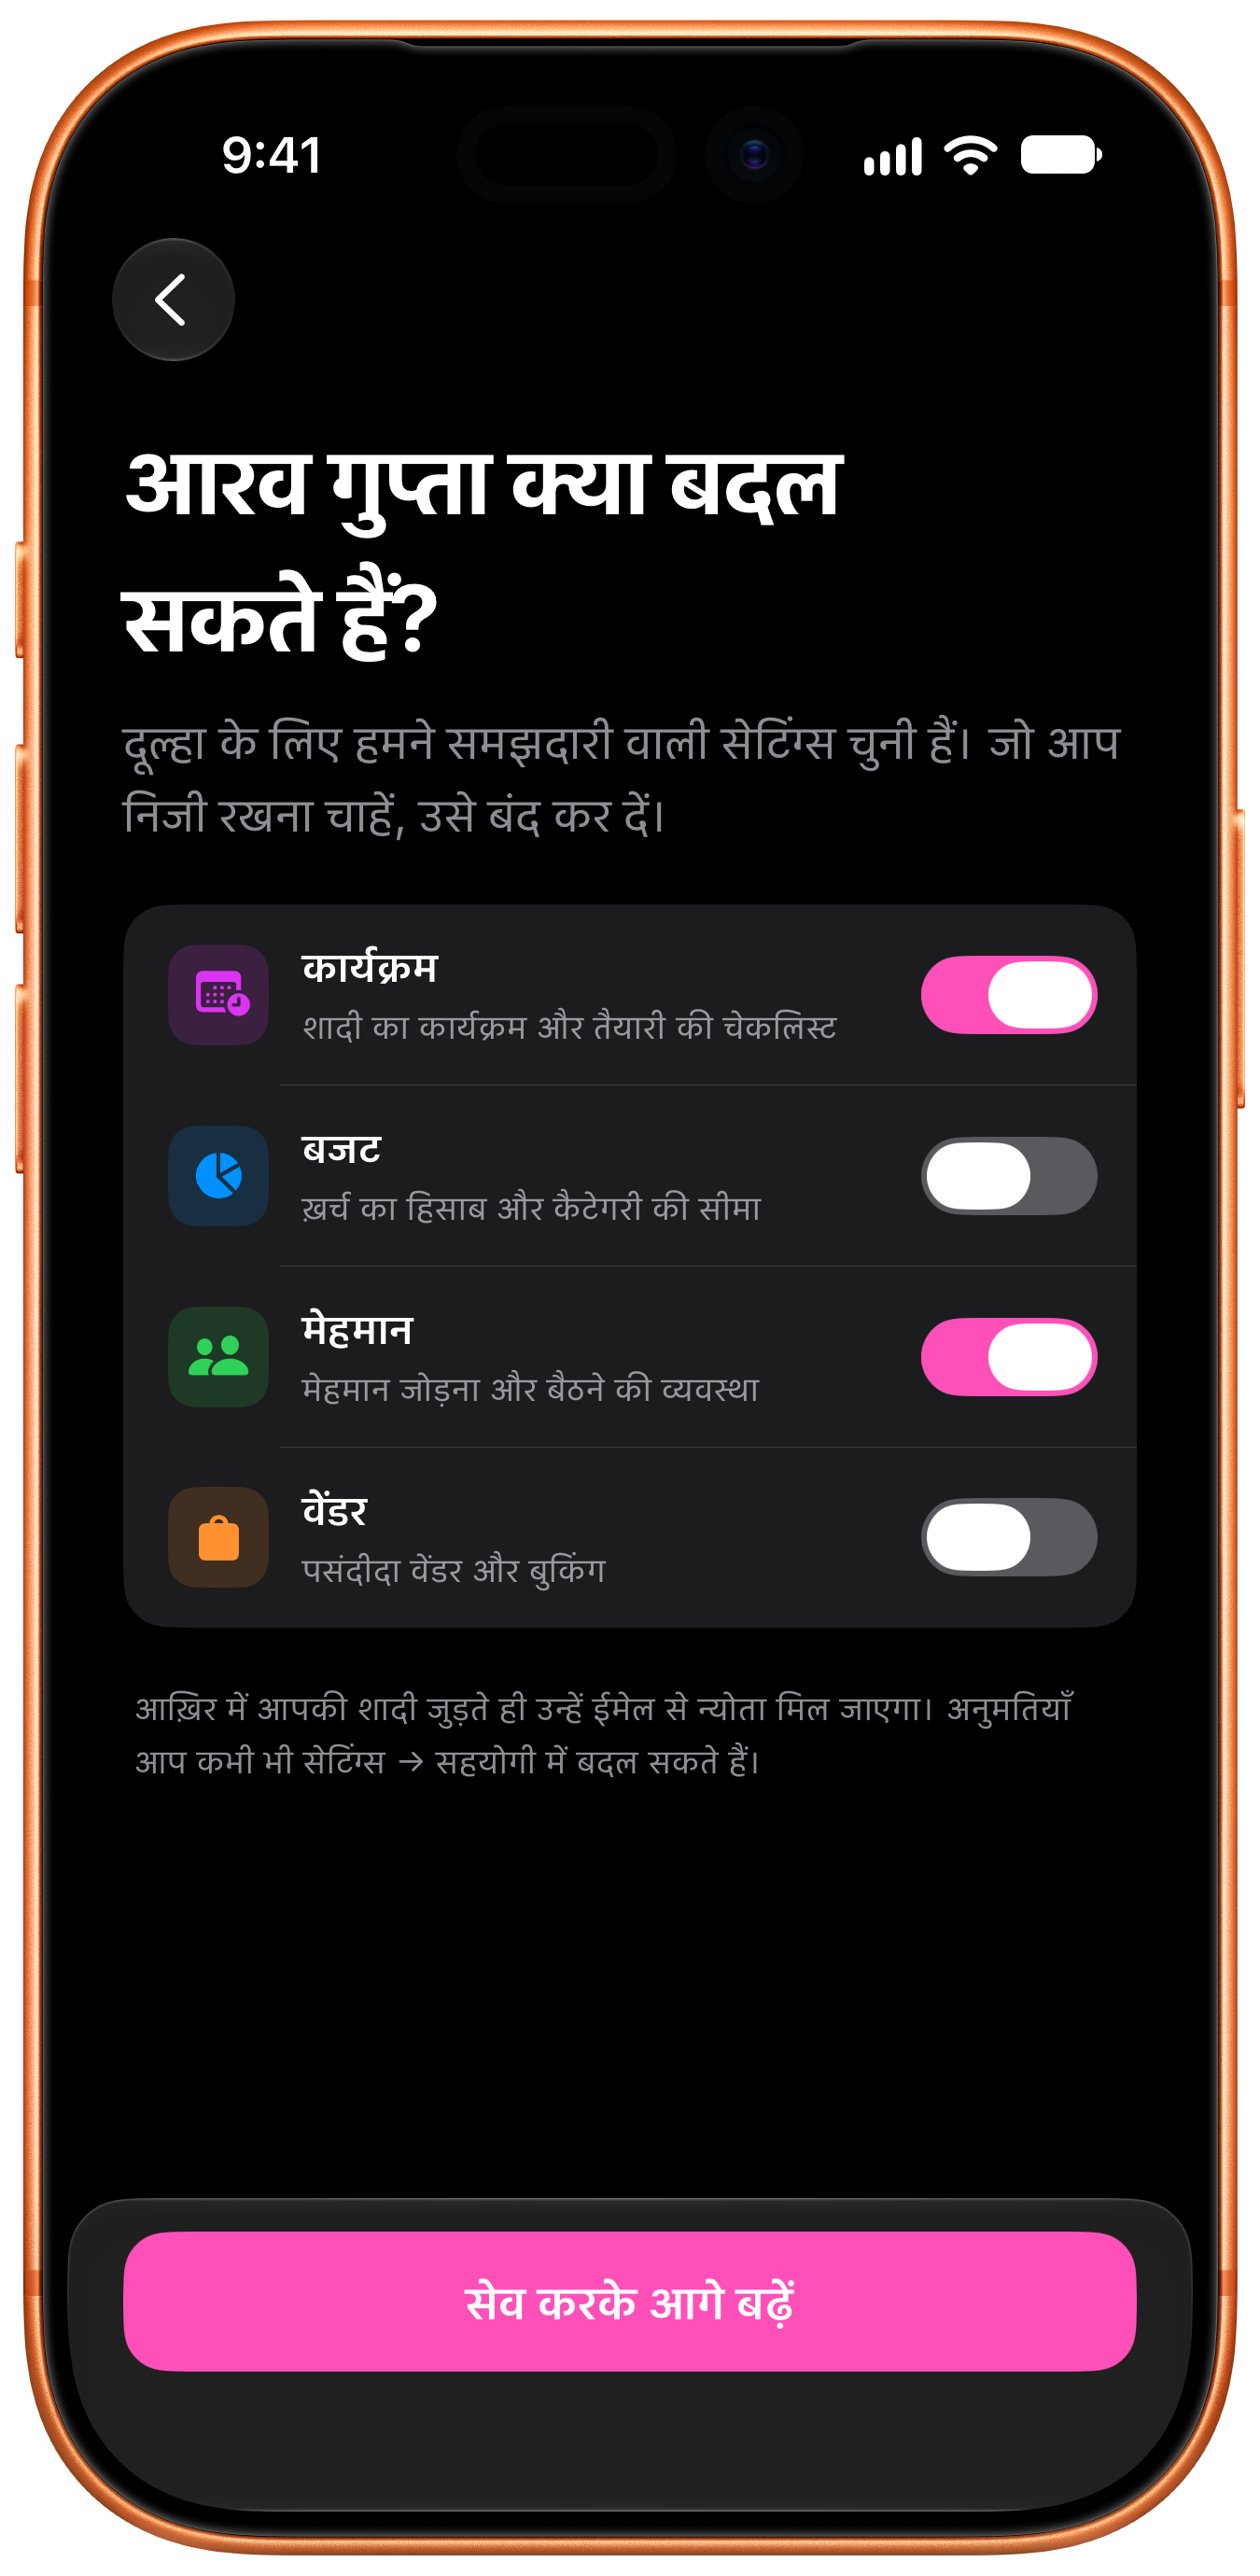 9:41
आरव गुप्ता क्या बदल
सकते हैं?
दूल्हा के लिए हमने समझदारी वाली सेटिंग्स चुनी हैं। जो आप
निजी रखना चाहें, उसे बंद कर दें।
कार्यक्रम
शादी का कार्यक्रम और तैयारी की चेकलिस्ट
बजट
ख़र्च का हिसाब और कैटेगरी की सीमा
मेहमान
मेहमान जोड़ना और बैठने की व्यवस्था
वेंडर
पसंदीदा वेंडर और बुकिंग
आख़िर में आपकी शादी जुड़ते ही उन्हें ईमेल से न्योता मिल जाएगा। अनुमतियाँ
आप कभी भी सेटिंग्स → सहयोगी में बदल सकते हैं।
सेव करके आगे बढ़ें